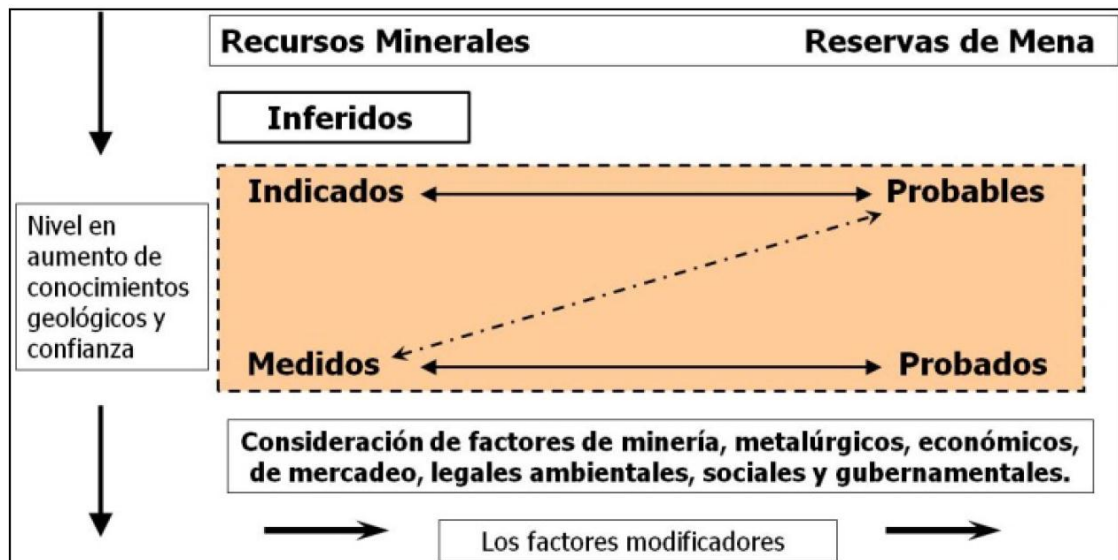 Recursos Minerales
Reservas de Mena
Inferidos
Indicados
Probables
Nivel en
aumento de
conocimientos
geológicos y
confianza
Medidos
Probados
Consideración de factores de minería, metalúrgicos, económicos,
de mercadeo, legales ambientales, sociales y gubernamentales.
Los factores modificadores